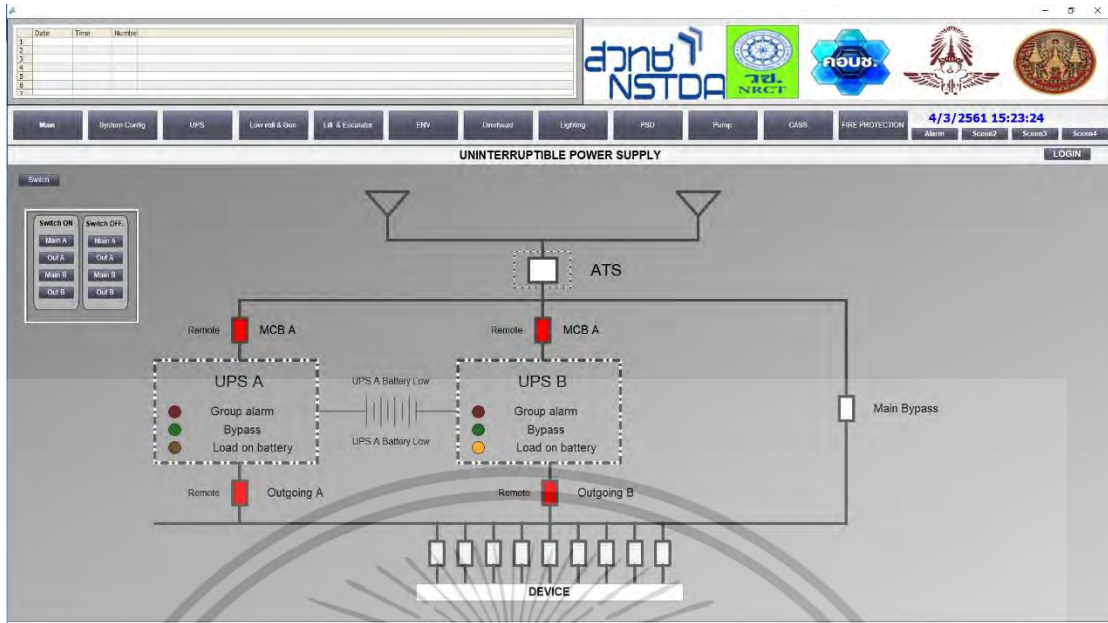 Date Time Numbe
1
2
3
4
5
6
7
สวทช
NSTDA
วช.
NRCT
คอบช.
Main System Config UPS Low volt & Gen Lift & Escalator ENV Overhead Lighting PSD Pump CASS FIRE PROTECTION
4/3/2561 15:23:24
Alarm Sceen2 Sceen3 Sceen4
UNINTERRUPTIBLE POWER SUPPLY
LOGIN
Switch
Switch ON Switch OFF.
Main A Main A
Out A Out A
Main B Main B
Out B Out B
ATS
Remote MCB A
Remote MCB A
UPS A
Group alarm
Bypass
Load on battery
UPS A Battery Low
UPS A Battery Low
UPS B
Group alarm
Bypass
Load on battery
Main Bypass
Remote Outgoing A
Remote Outgoing B
DEVICE